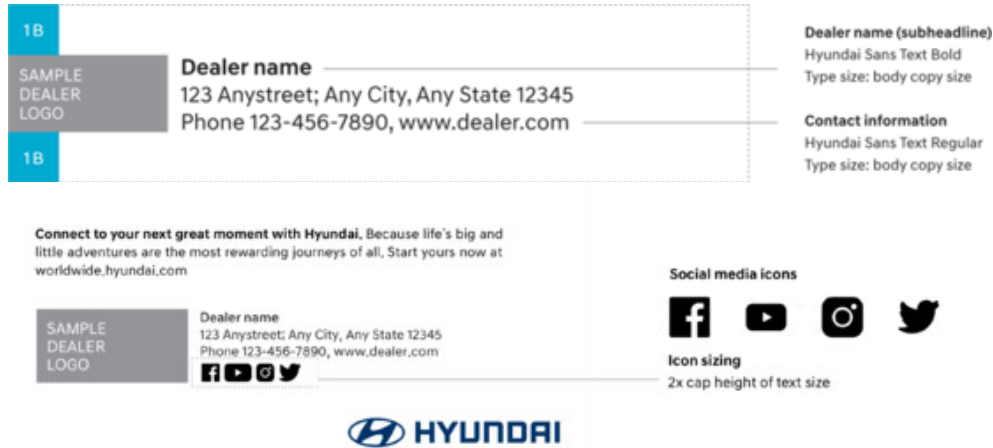 1B
SAMPLE
DEALER
LOGO
1B
Dealer name
123 Anystreet; Any City, Any State 12345
Phone 123-456-7890, www.dealer.com
Dealer name (subheadline)
Hyundai Sans Text Bold
Type size: body copy size
Contact information
Hyundai Sans Text Regular
Type size: body copy size
Connect to your next great moment with Hyundai. Because life's big and
little adventures are the most rewarding journeys of all. Start yours now at
worldwide.hyundai.com
SAMPLE
DEALER
LOGO
Dealer name
123 Anystreet; Any City, Any State 12345
Phone 123-456-7890, www.dealer.com
Social media icons
Icon sizing
2x cap height of text size
HYUNDAI